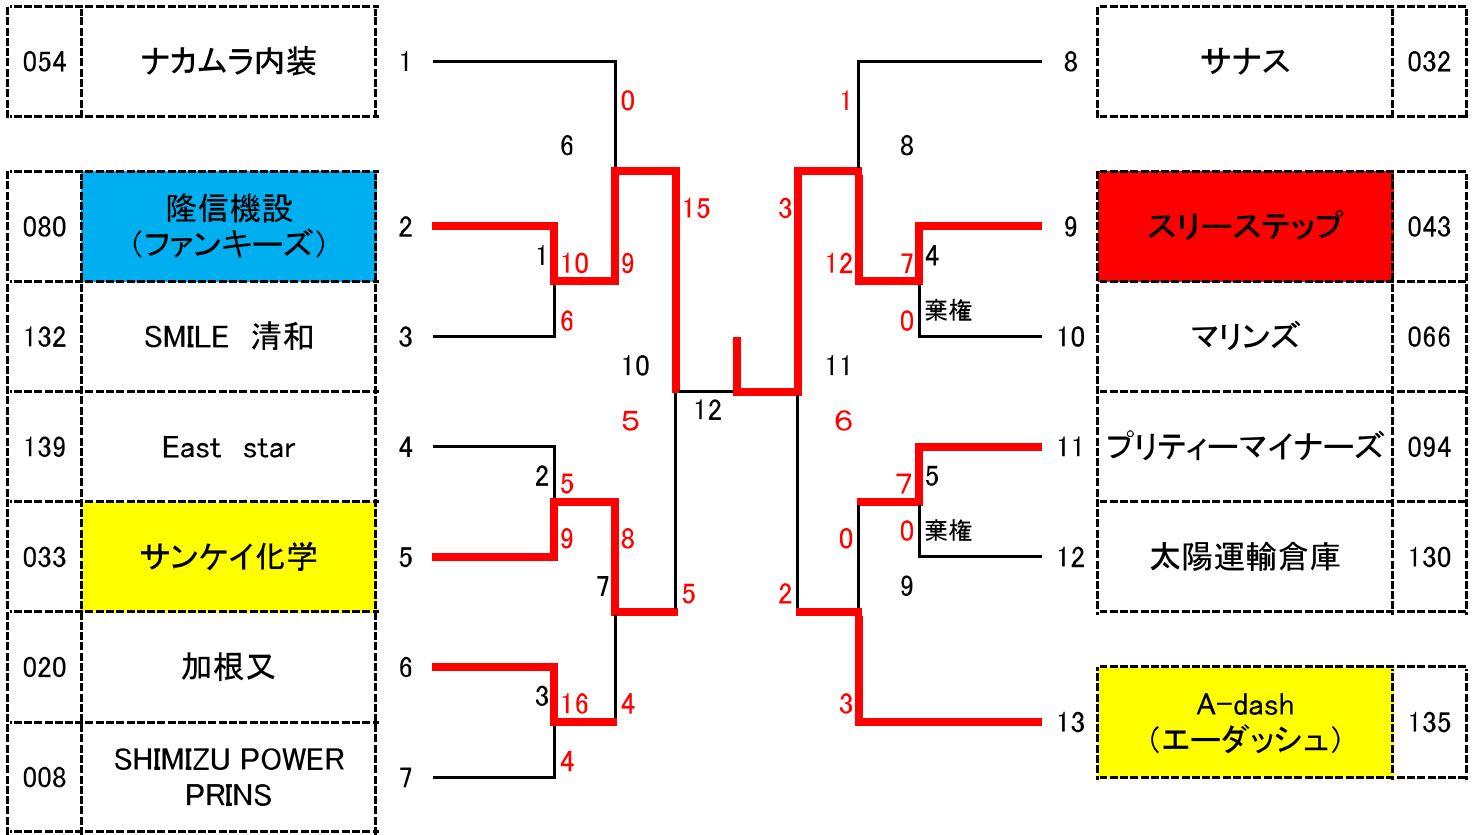 054 ナカムラ内装 1
0
6
080 隆信機設
（ファンキーズ） 2
15
1 10 9
132 SMILE　清和 3
6
10
12
5
139 East　star 4
2 5
033 サンケイ化学 5
9 8
7 5
020 加根又 6
3 16 4
008 SHIMIZU POWER
PRINS 7
4
8 サナス 032
1
8
9 スリーステップ 043
3
12 7 4
0 棄権
10 マリンズ 066
11
6
11 プリティーマイナーズ 094
7 5
0 0 棄権
12 太陽運輸倉庫 130
2 9
3
13 A-dash
（エーダッシュ） 135